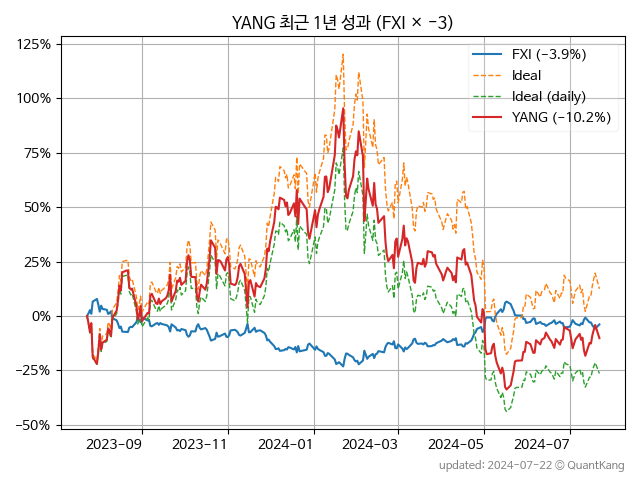 YANG 최근 1년 성과 (FXI × −3)
125%
100%
75%
50%
25%
0%
−25%
−50%
FXI (−3.9%)
Ideal
Ideal (daily)
YANG (−10.2%)
2023-09 2023-11 2024-01 2024-03 2024-05 2024-07
updated: 2024-07-22 © QuantKang